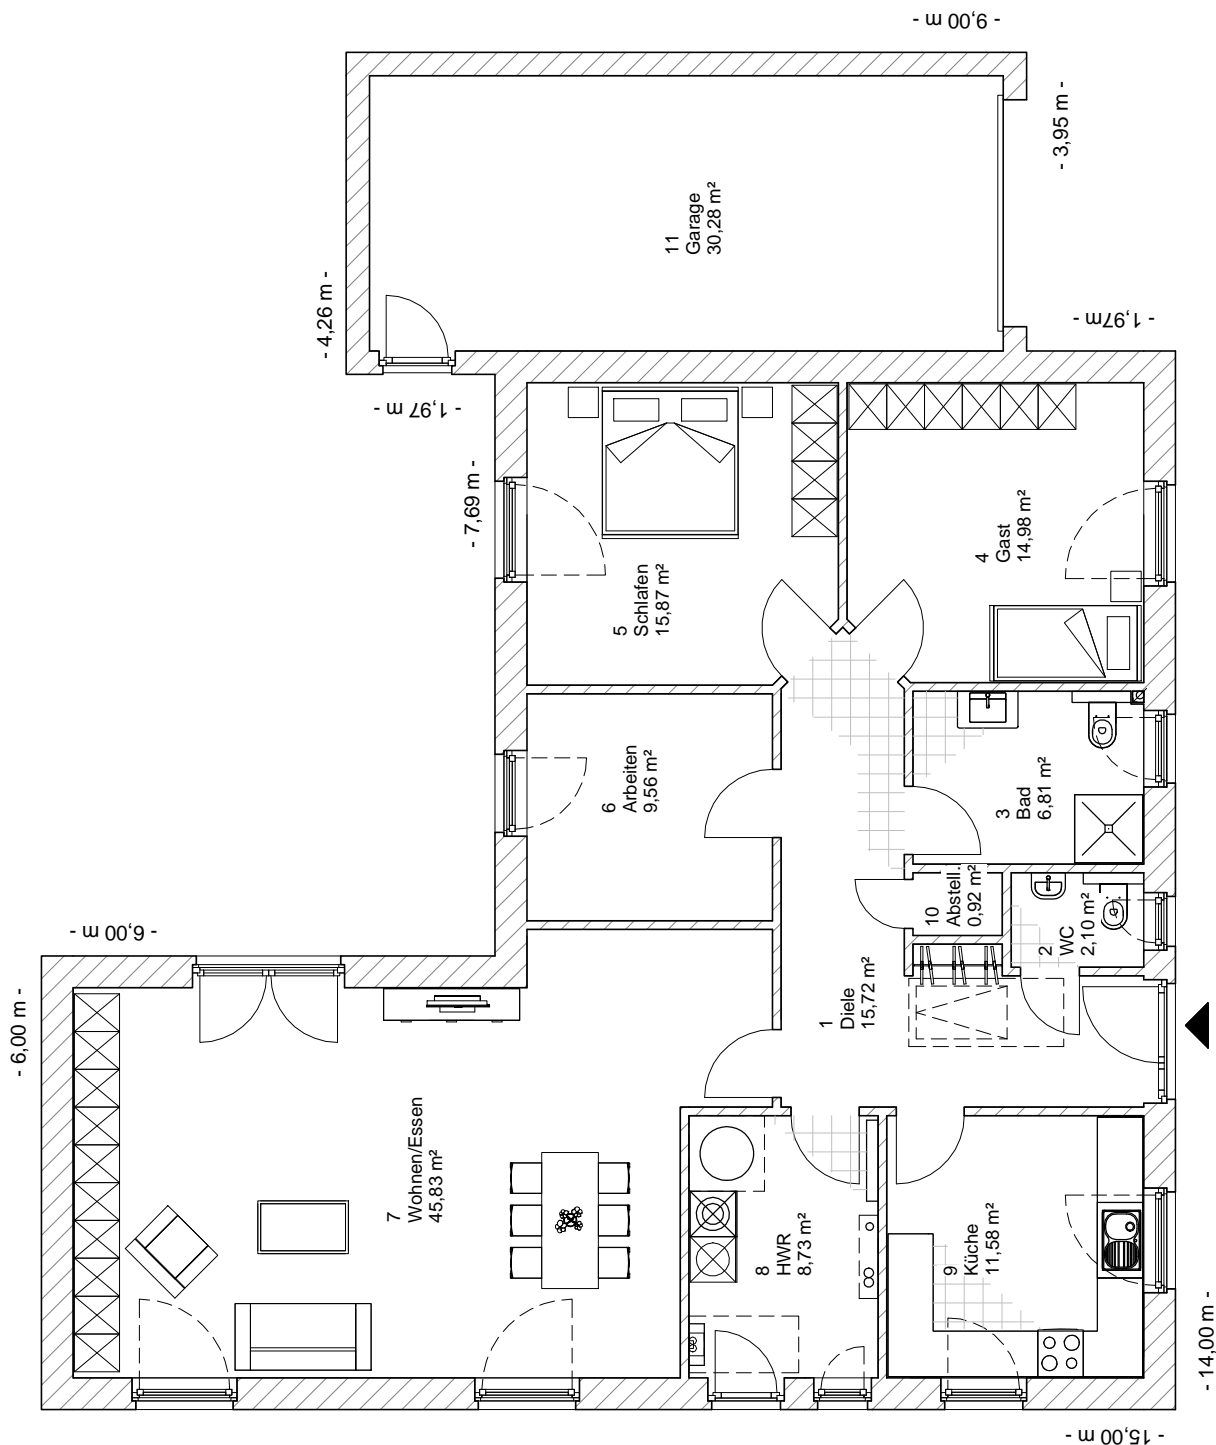 - 9,00 m -
- 3,95 m -
11
Garage
30,28 m²
- 4,26 m -
- 1,97m -
- 1,97 m -
- 7,69 m -
4
Gast
14,98 m²
5
Schlafen
15,87 m²
6
Arbeiten
9,56 m²
3
Bad
6,81 m²
10
Abstell.
0,92 m²
2
WC
2,10 m²
- 6,00 m -
- 6,00 m -
1
Diele
15,72 m²
7
Wohnen/Essen
45,83 m²
8
HWR
8,73 m²
9
Küche
11,58 m²
- 14,00 m -
- 15,00 m -